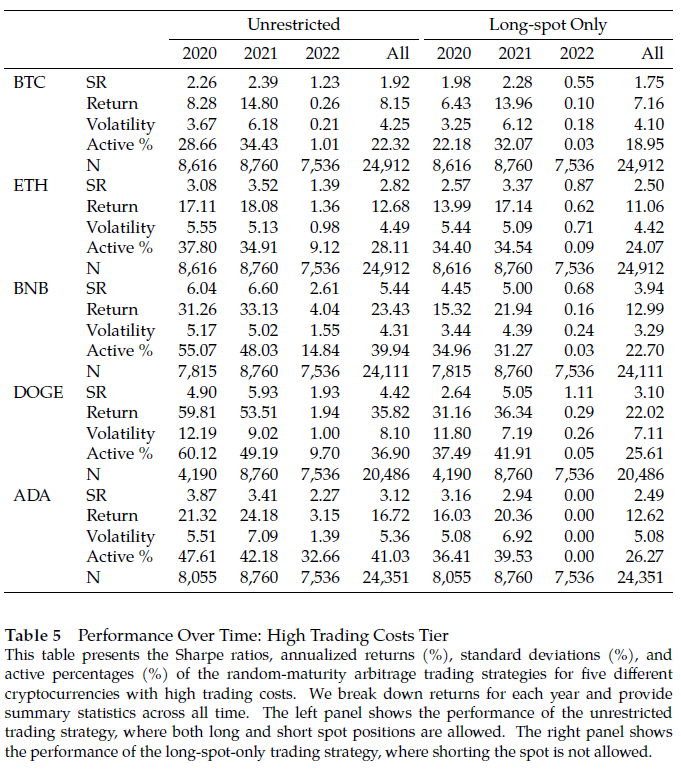 Unrestricted Long-spot Only
2020 2021 2022 All 2020 2021 2022 All
BTC SR 2.26 2.39 1.23 1.92 1.98 2.28 0.55 1.75
Return 8.28 14.80 0.26 8.15 6.43 13.96 0.10 7.16
Volatility 3.67 6.18 0.21 4.25 3.25 6.12 0.18 4.10
Active % 28.66 34.43 1.01 22.32 22.18 32.07 0.03 18.95
N 8,616 8,760 7,536 24,912 8,616 8,760 7,536 24,912
ETH SR 3.08 3.52 1.39 2.82 2.57 3.37 0.87 2.50
Return 17.11 18.08 1.36 12.68 13.99 17.14 0.62 11.06
Volatility 5.55 5.13 0.98 4.49 5.44 5.09 0.71 4.42
Active % 37.80 34.91 9.12 28.11 34.40 34.54 0.09 24.07
N 8,616 8,760 7,536 24,912 8,616 8,760 7,536 24,912
BNB SR 6.04 6.60 2.61 5.44 4.45 5.00 0.68 3.94
Return 31.26 33.13 4.04 23.43 15.32 21.94 0.16 12.99
Volatility 5.17 5.02 1.55 4.31 3.44 4.39 0.24 3.29
Active % 55.07 48.03 14.84 39.94 34.96 31.27 0.03 22.70
N 7,815 8,760 7,536 24,111 7,815 8,760 7,536 24,111
DOGE SR 4.90 5.93 1.93 4.42 2.64 5.05 1.11 3.10
Return 59.81 53.51 1.94 35.82 31.16 36.34 0.29 22.02
Volatility 12.19 9.02 1.00 8.10 11.80 7.19 0.26 7.11
Active % 60.12 49.19 9.70 36.90 37.49 41.91 0.05 25.61
N 4,190 8,760 7,536 20,486 4,190 8,760 7,536 20,486
ADA SR 3.87 3.41 2.27 3.12 3.16 2.94 0.00 2.49
Return 21.32 24.18 3.15 16.72 16.03 20.36 0.00 12.62
Volatility 5.51 7.09 1.39 5.36 5.08 6.92 0.00 5.08
Active % 47.61 42.18 32.66 41.03 36.41 39.53 0.00 26.27
N 8,055 8,760 7,536 24,351 8,055 8,760 7,536 24,351
Table 5 Performance Over Time: High Trading Costs Tier
This table presents the Sharpe ratios, annualized returns (%), standard deviations (%), and
active percentages (%) of the random-maturity arbitrage trading strategies for five different
cryptocurrencies with high trading costs. We break down returns for each year and provide
summary statistics across all time. The left panel shows the performance of the unrestricted
trading strategy, where both long and short spot positions are allowed. The right panel shows
the performance of the long-spot-only trading strategy, where shorting the spot is not allowed.